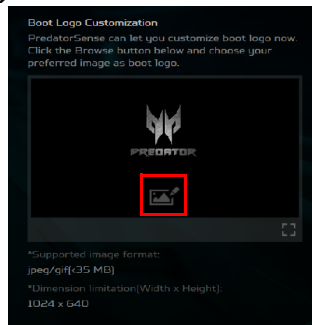 Boot Logo Customization
PredatorSense can let you customize boot logo now.
Click the Browse button below and choose your
preferred image as boot logo.
PREDATOR
*Supported image format:
jpeg/gif(<35 MB)
*Dimension limitation(Width x Height):
1024 x 640